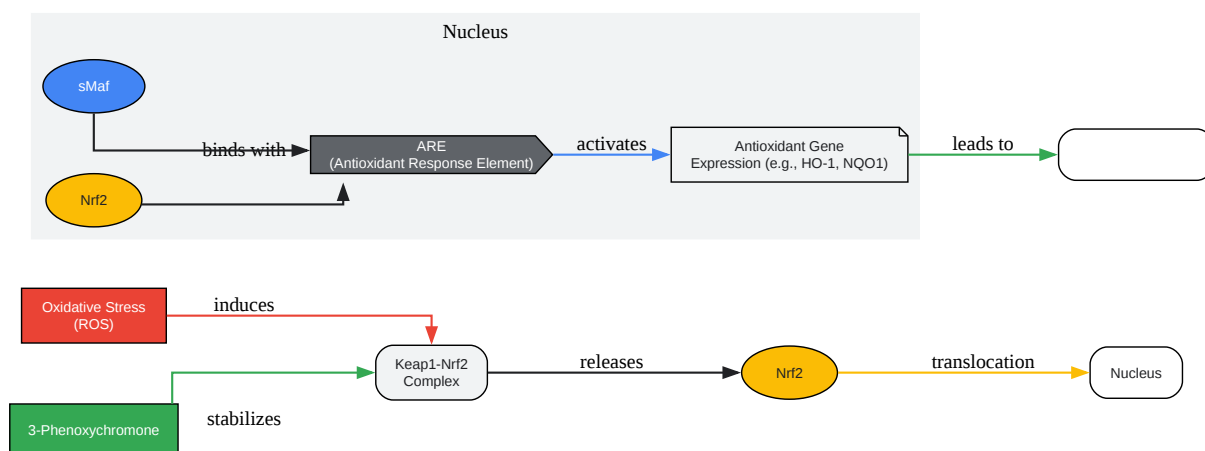 Nucleus
sMaf
binds with
ARE
(Antioxidant Response Element)
activates
Antioxidant Gene
Expression (e.g., HO-1, NQO1)
leads to
Nrf2
Oxidative Stress
(ROS)
induces
Keap1-Nrf2
Complex
releases
Nrf2
translocation
Nucleus
stabilizes
3-Phenoxychromone